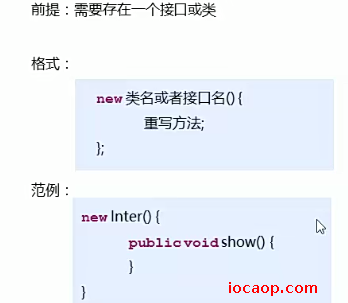 前提：需要存在一个接口或类
格式：
new 类名或者接口名() {
重写方法;
};
范例：
new Inter() {
public void show() {
}
}
iocaop.com